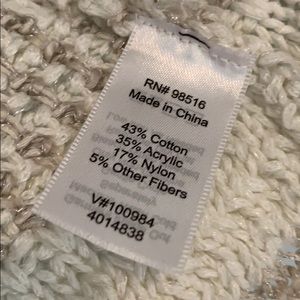 RN# 98516
Made in China
43% Cotton
35% Acrylic
17% Nylon
5% Other Fibers
V#100984
4014838